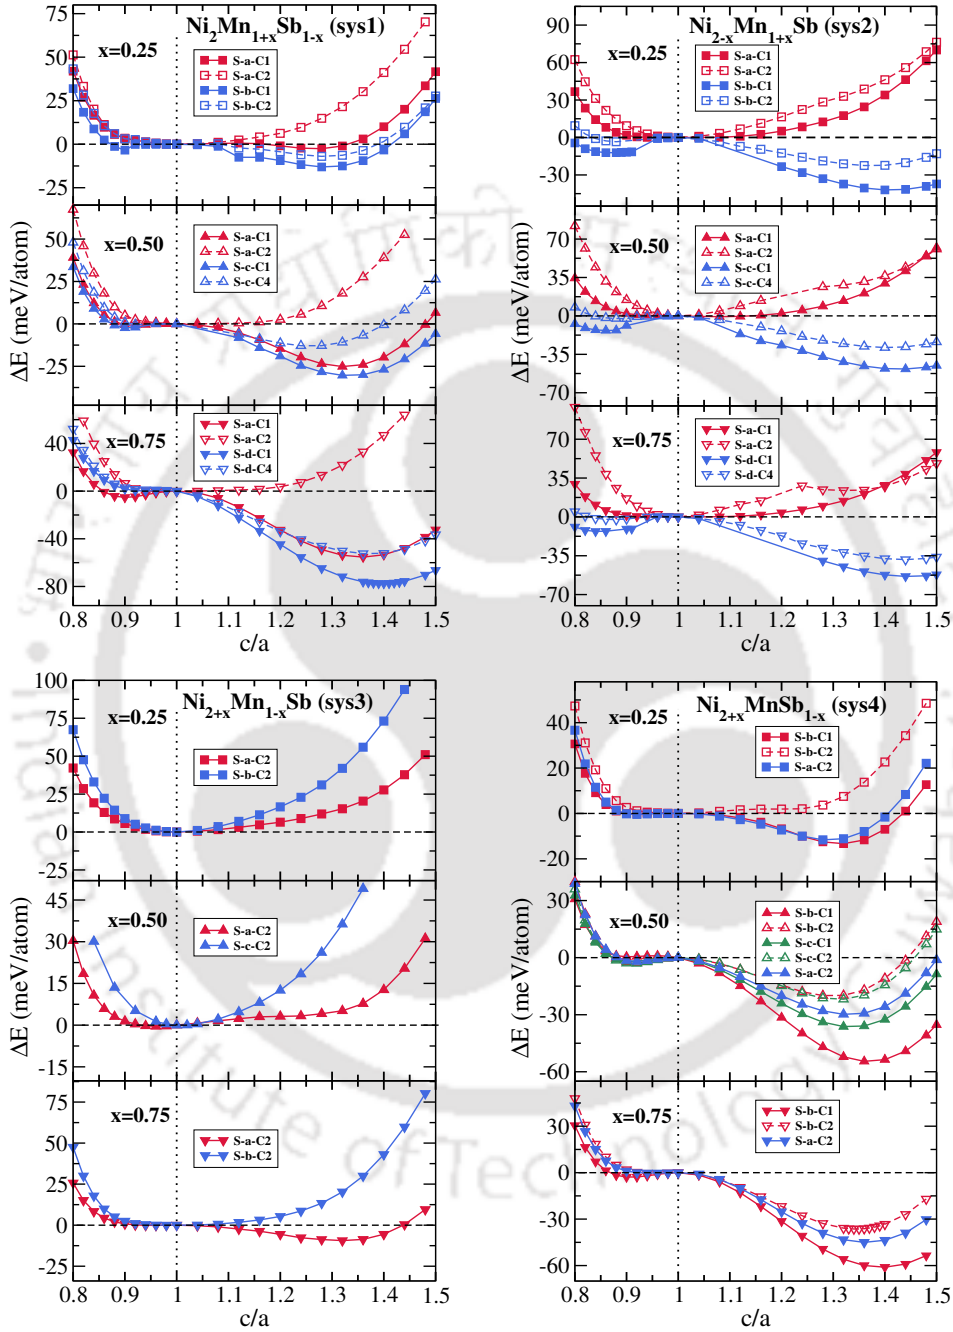 Ni2Mn1+xSb1-x (sys1)
x=0.25
S-a-C1
S-a-C2
S-b-C1
S-b-C2
75
50
25
0
-25
x=0.50
S-a-C1
S-a-C2
S-c-C1
S-c-C4
50
25
0
-25
ΔE (meV/atom)
x=0.75
S-a-C1
S-a-C2
S-d-C1
S-d-C4
40
0
-40
-80
0.8 0.9 1 1.1 1.2 1.3 1.4 1.5
c/a
Ni2-xMn1+xSb (sys2)
x=0.25
S-a-C1
S-a-C2
S-b-C1
S-b-C2
90
60
30
0
-30
x=0.50
S-a-C1
S-a-C2
S-c-C1
S-c-C4
70
35
0
-35
-70
ΔE (meV/atom)
x=0.75
S-a-C1
S-a-C2
S-d-C1
S-d-C4
70
35
0
-35
-70
0.8 0.9 1 1.1 1.2 1.3 1.4 1.5
c/a
Ni2+xMn1-xSb (sys3)
x=0.25
S-a-C2
S-b-C2
100
75
50
25
0
-25
x=0.50
S-a-C2
S-c-C2
45
30
15
0
-15
ΔE (meV/atom)
x=0.75
S-a-C2
S-b-C2
75
50
25
0
-25
0.8 0.9 1 1.1 1.2 1.3 1.4 1.5
c/a
Ni2+xMnSb1-x (sys4)
x=0.25
S-b-C1
S-b-C2
S-a-C2
40
20
0
-20
x=0.50
S-b-C1
S-b-C2
S-c-C1
S-c-C2
S-a-C2
30
0
-30
-60
ΔE (meV/atom)
x=0.75
S-b-C1
S-b-C2
S-a-C2
30
0
-30
-60
0.8 0.9 1 1.1 1.2 1.3 1.4 1.5
c/a
Indian Institute of Technology